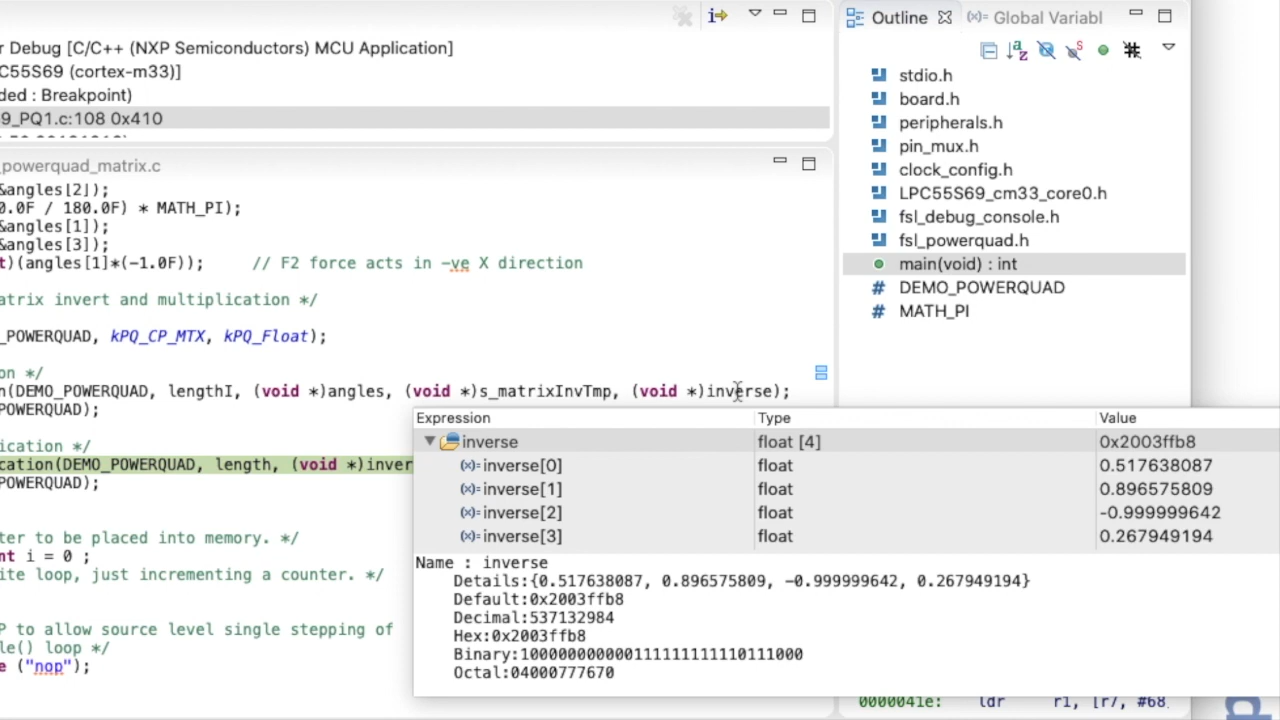 r Debug [C/C++ (NXP Semiconductors) MCU Application]
C55S69 (cortex-m33)]
ded : Breakpoint)
9_PQ1.c:108 0x410
_powerquad_matrix.c
&angles[2]);
0.0F / 180.0F) * MATH_PI);
&angles[1]);
&angles[3]);
t)(angles[1]*(-1.0F)); // F2 force acts in -ve X direction
atrix invert and multiplication */
_POWERQUAD, kPQ_CP_MTX, kPQ_Float);
on */
n(DEMO_POWERQUAD, lengthI, (void *)angles, (void *)s_matrixInvTmp, (void *)inverse);
POWERQUAD);
ication */
cation(DEMO_POWERQUAD, length, (void *)inver
POWERQUAD);
ter to be placed into memory. */
nt i = 0 ;
ite loop, just incrementing a counter. */
P to allow source level single stepping of
le() loop */
e ("nop");
Outline
(x)= Global Variabl
stdio.h
board.h
peripherals.h
pin_mux.h
clock_config.h
LPC55S69_cm33_core0.h
fsl_debug_console.h
fsl_powerquad.h
main(void) : int
# DEMO_POWERQUAD
# MATH_PI
Expression Type Value
inverse float [4] 0x2003ffb8
(x)= inverse[0] float 0.517638087
(x)= inverse[1] float 0.896575809
(x)= inverse[2] float -0.999999642
(x)= inverse[3] float 0.267949194
Name : inverse
Details:{0.517638087, 0.896575809, -0.999999642, 0.267949194}
Default:0x2003ffb8
Decimal:537132984
Hex:0x2003ffb8
Binary:100000000000111111111110111000
Octal:04000777670
0000041e: ldr r1, [r7, #68